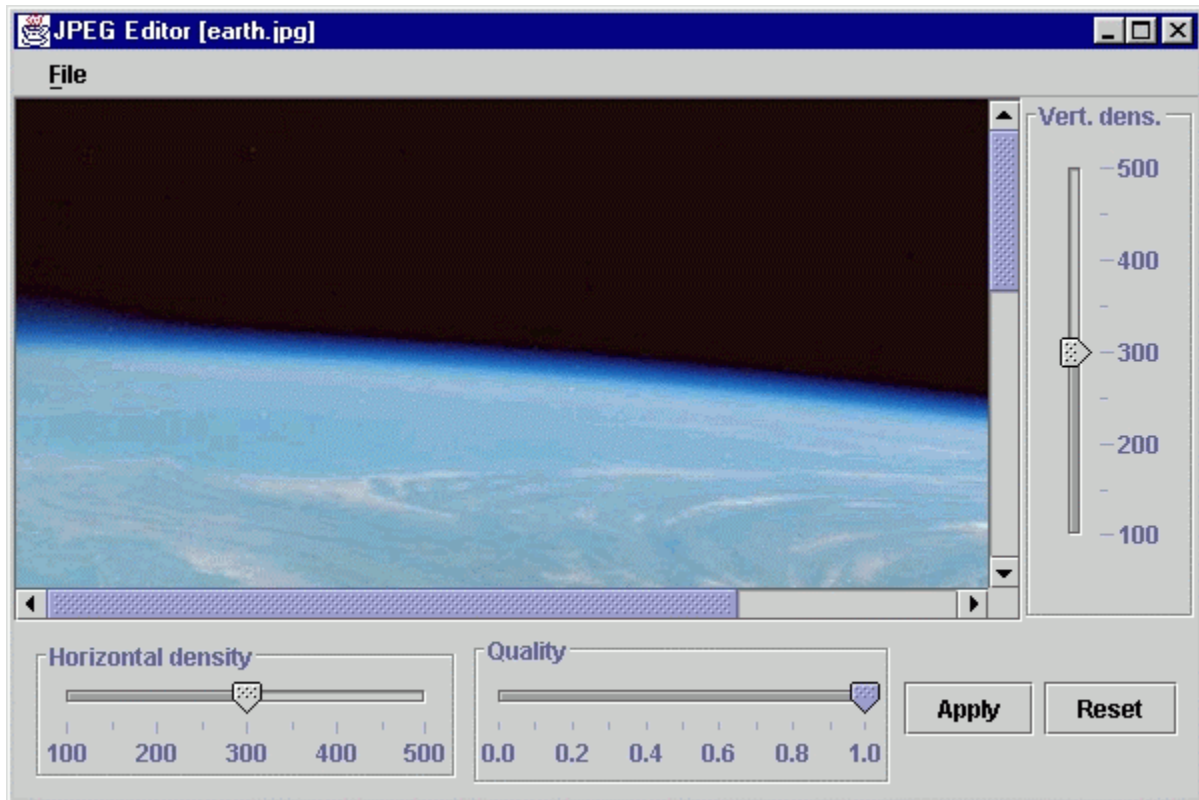 JPEG Editor [earth.jpg]
File
Vert. dens.
500
400
300
200
100
Horizontal density
100 200 300 400 500
Quality
0.0 0.2 0.4 0.6 0.8 1.0
Apply
Reset